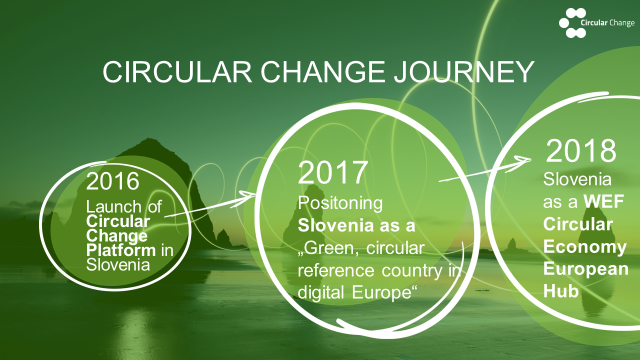 Circular Change
CIRCULAR CHANGE JOURNEY
2016
Launch of
Circular
Change
Platform in
Slovenia
2017
Positoning
Slovenia as a
„Green, circular
reference country in
digital Europe“
2018
Slovenia
as a WEF
Circular
Economy
European
Hub